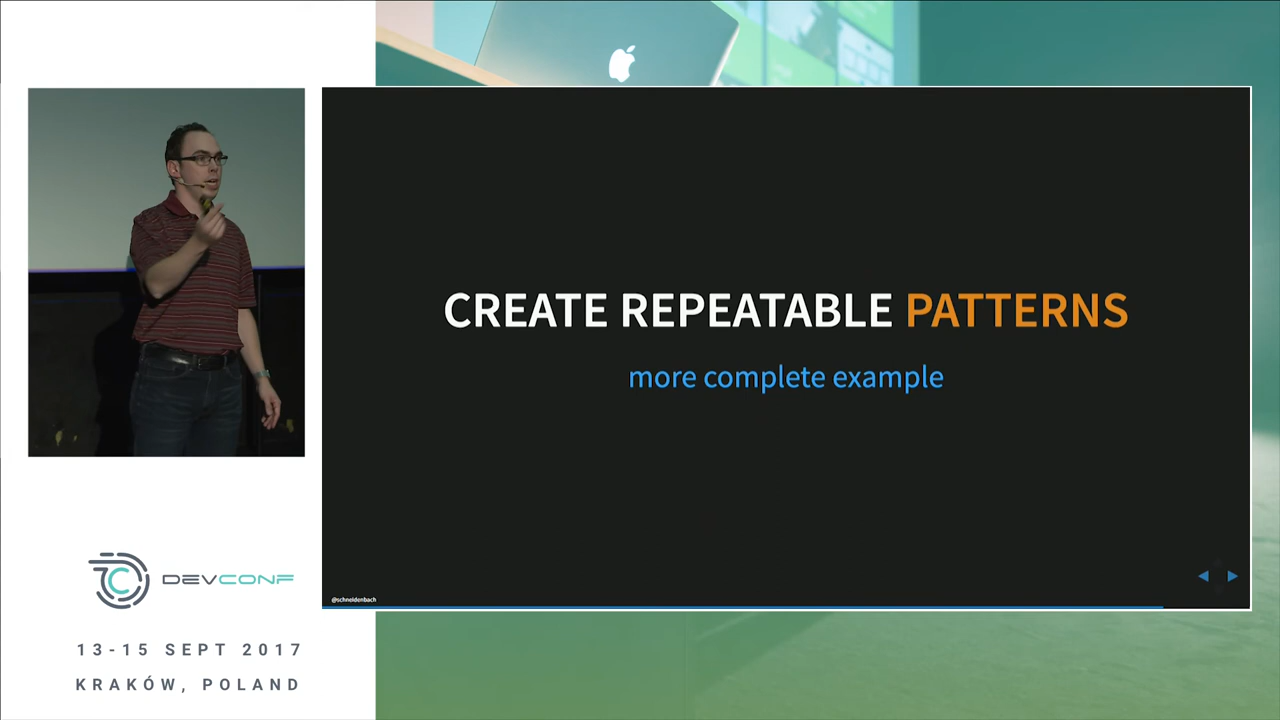 CREATE REPEATABLE PATTERNS
more complete example
@schneidenbach
DEVCONF
13-15 SEPT 2017
KRAKÓW, POLAND